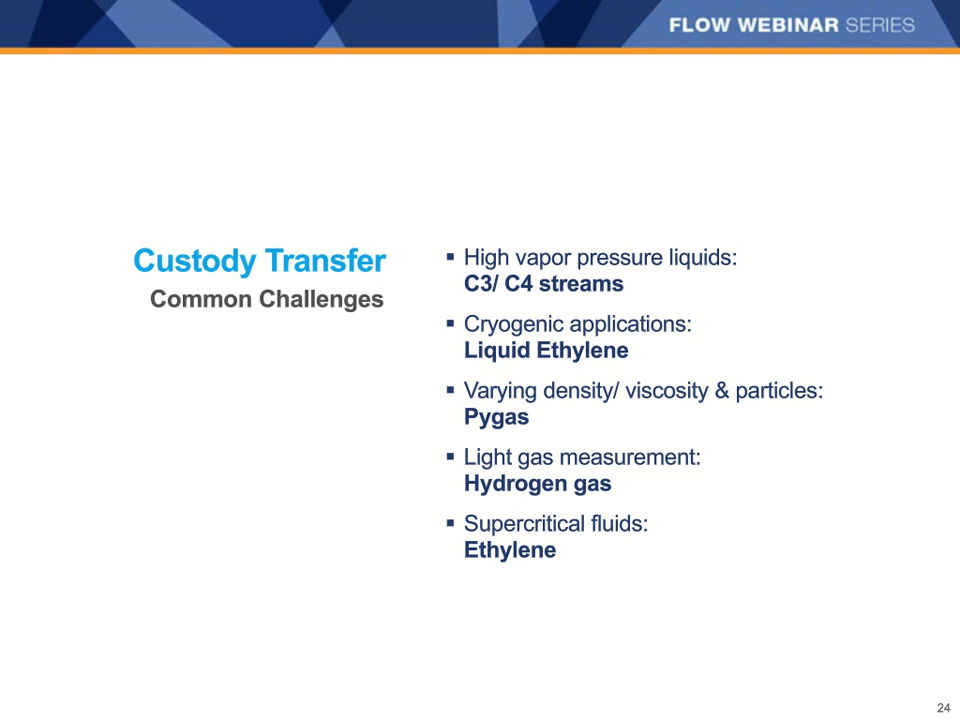 FLOW WEBINAR SERIES
Custody Transfer
Common Challenges
▪ High vapor pressure liquids:
C3/ C4 streams
▪ Cryogenic applications:
Liquid Ethylene
▪ Varying density/ viscosity & particles:
Pygas
▪ Light gas measurement:
Hydrogen gas
▪ Supercritical fluids:
Ethylene
24